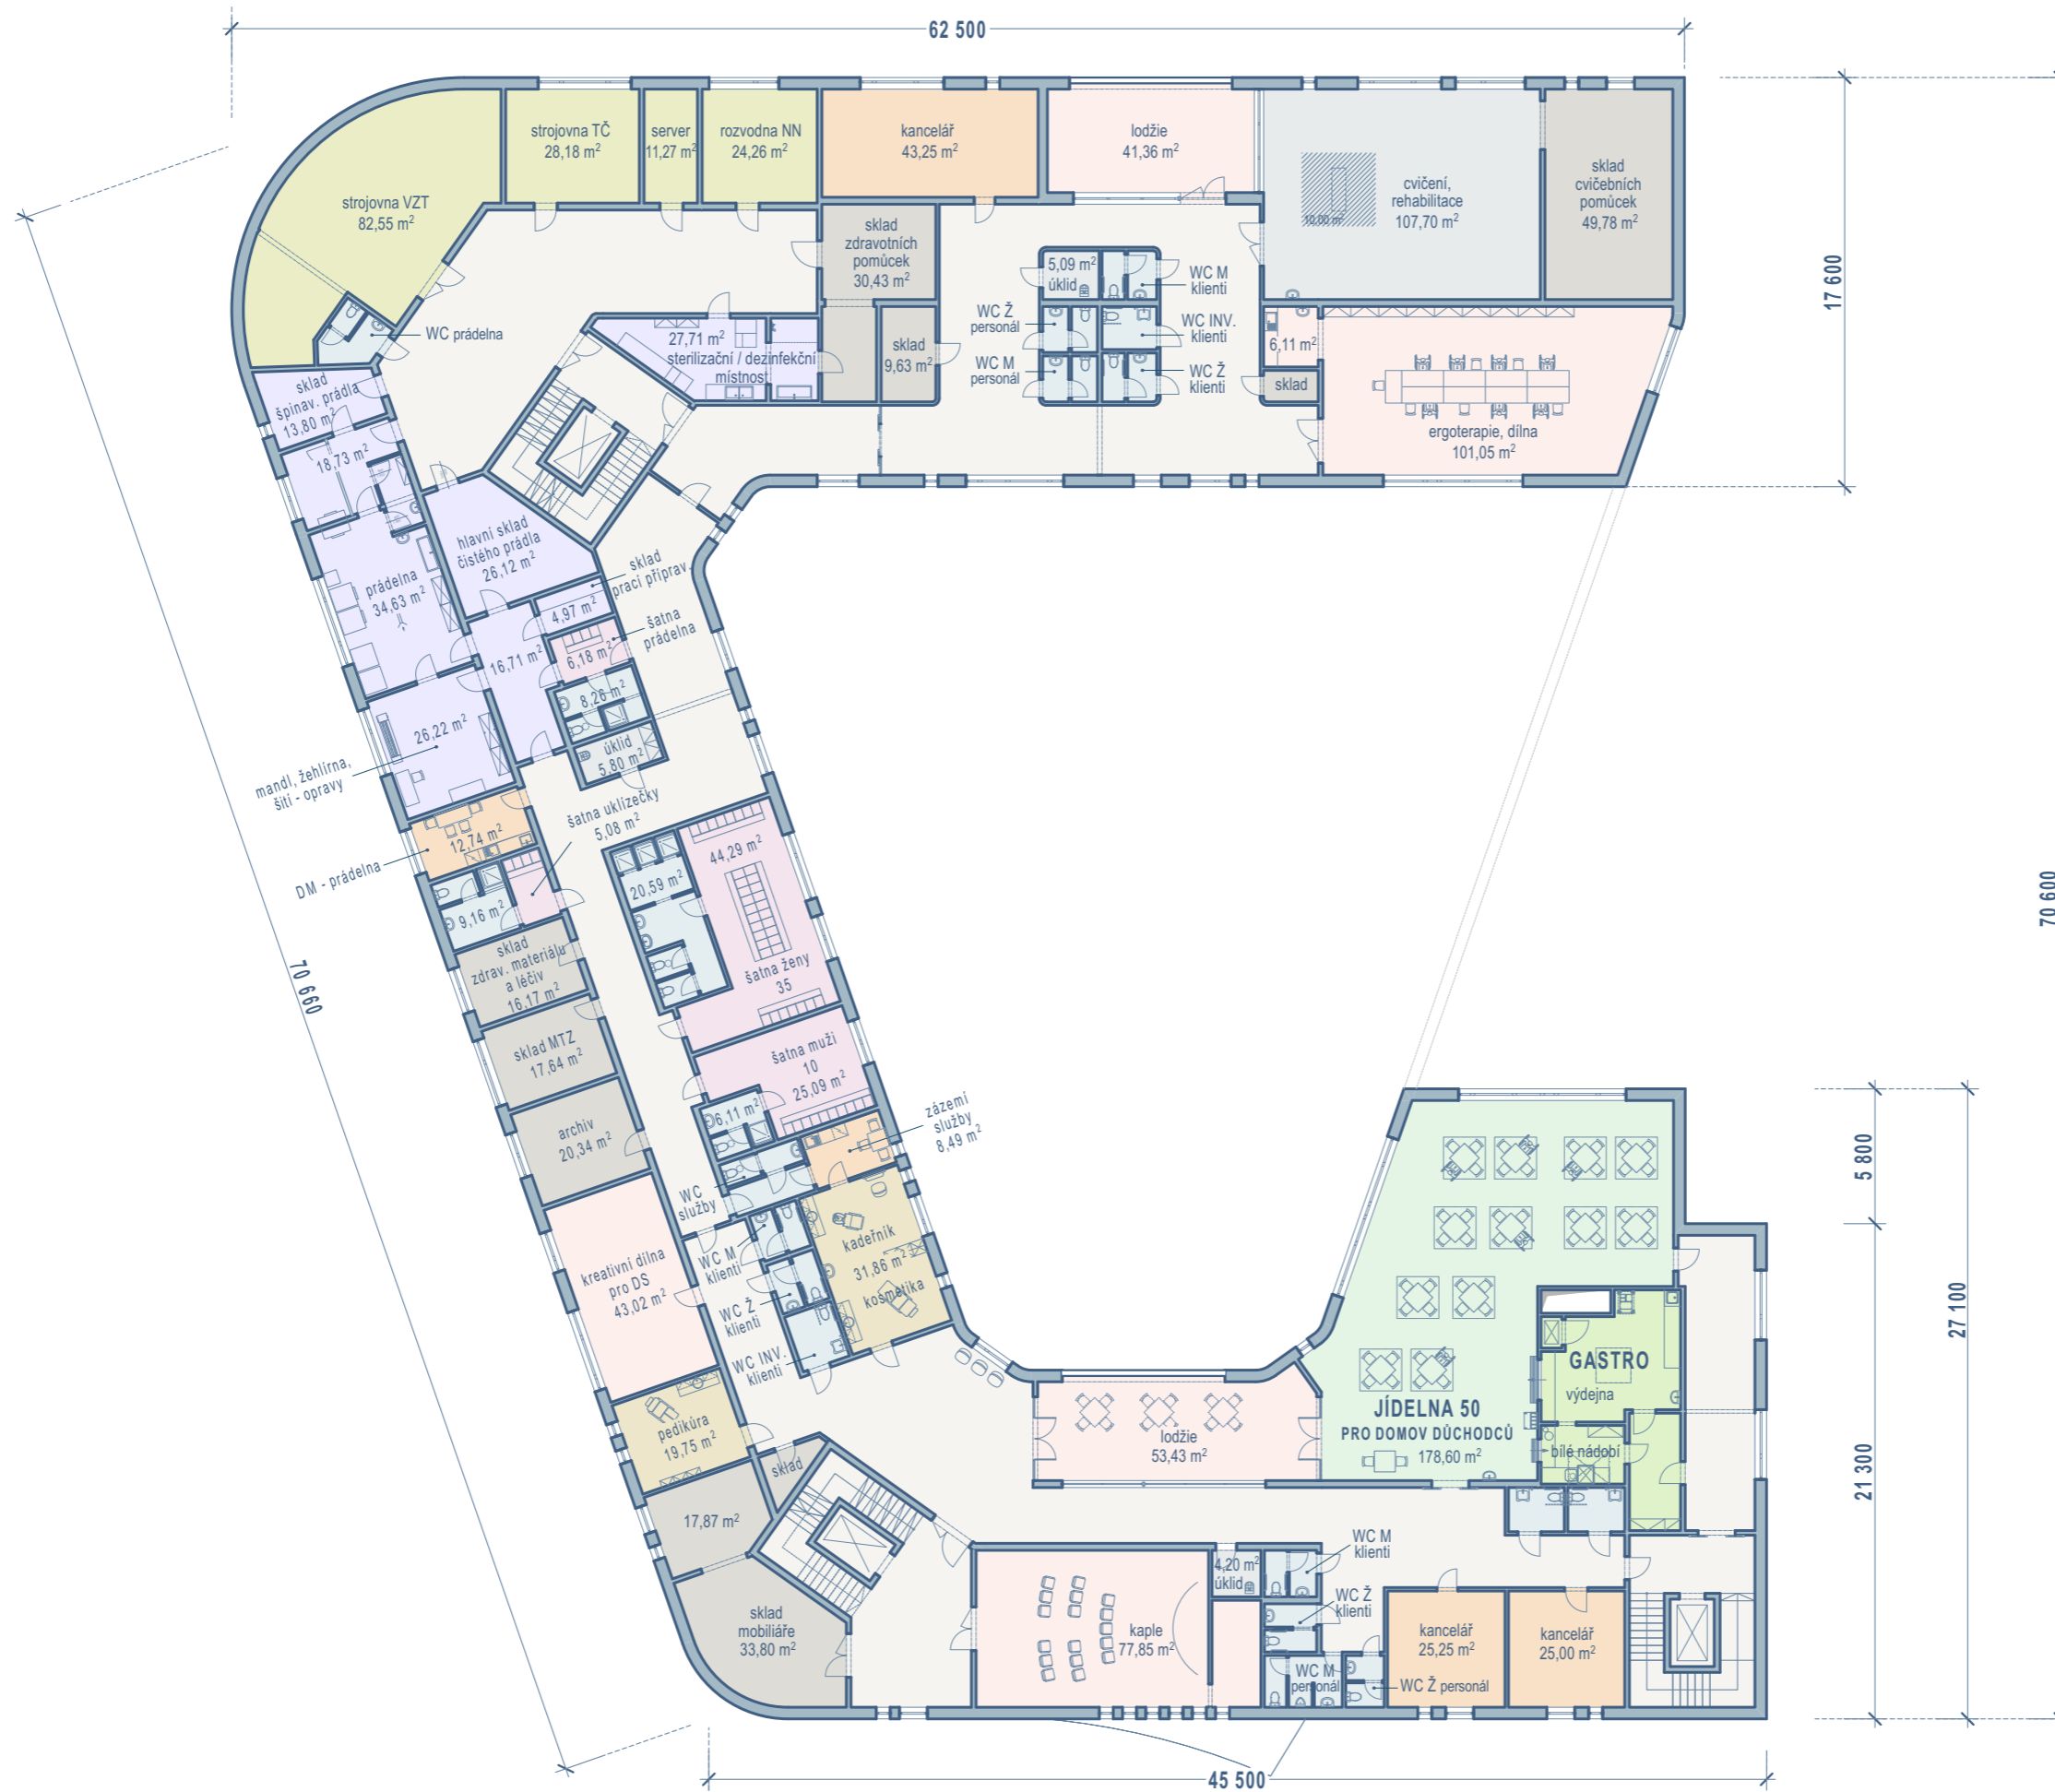 62 500
strojovna TČ
28,18 m²
server
11,27 m²
rozvodna NN
24,26 m²
kancelář
43,25 m²
lodžie
41,36 m²
strojovna VZT
82,55 m²
cvičení,
rehabilitace
107,70 m²
10,00 m²
sklad
cvičebních
pomůcek
49,78 m²
17 600
sklad
zdravotních
pomůcek
30,43 m²
5,09 m²
úklid
WC M
klienti
WC Ž
personál
WC INV.
klienti
WC M
personál
WC Ž
klienti
WC prádelna
27,71 m²
sterilizační / dezinfekční
místnost
sklad
9,63 m²
6,11 m²
sklad
ergoterapie, dílna
101,05 m²
sklad
špinav. prádla
13,80 m²
18,73 m²
hlavní sklad
čistého prádla
26,12 m²
prádelna
34,63 m²
sklad
prací příprav.
4,97 m²
šatna
prádelna
6,18 m²
16,71 m²
8,26 m²
úklid
5,80 m²
26,22 m²
mandl, žehlírna,
šití - opravy
šatna uklízečky
5,08 m²
12,74 m²
DM - prádelna
9,16 m²
44,29 m²
20,59 m²
šatna ženy
35
sklad
zdrav. materiálu
a léčiv
16,17 m²
sklad MTZ
17,64 m²
šatna muži
10
25,09 m²
archiv
20,34 m²
6,11 m²
zázemí
služby
8,49 m²
WC
služby
kreativní dílna
pro DS
43,02 m²
WC M
klienti
kadeřník
31,86 m²
kosmetika
WC Ž
klienti
WC INV.
klienti
pedikúra
19,75 m²
sklad
17,87 m²
sklad
mobiliáře
33,80 m²
lodžie
53,43 m²
JÍDELNA 50
PRO DOMOV DŮCHODCŮ
178,60 m²
GASTRO
výdejna
bílé nádobí
kaple
77,85 m²
4,20 m²
úklid
WC M
klienti
WC Ž
klienti
WC M
personál
WC Ž personál
kancelář
25,25 m²
kancelář
25,00 m²
70 660
70 600
5 800
27 100
21 300
45 500